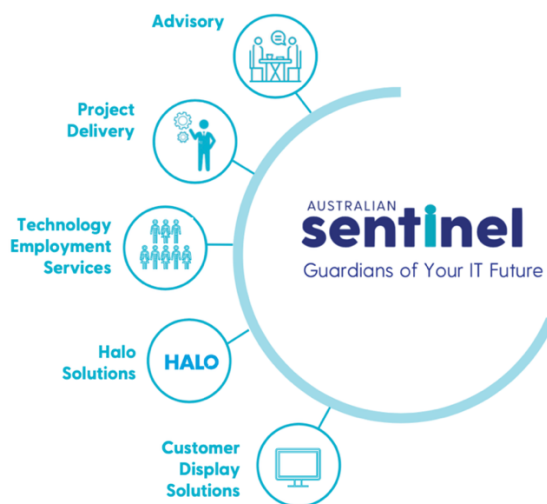 Advisory
Project
Delivery
Technology
Employment
Services
Halo
Solutions
HALO
Customer
Display
Solutions
AUSTRALIAN
sentinel
Guardians of Your IT Future